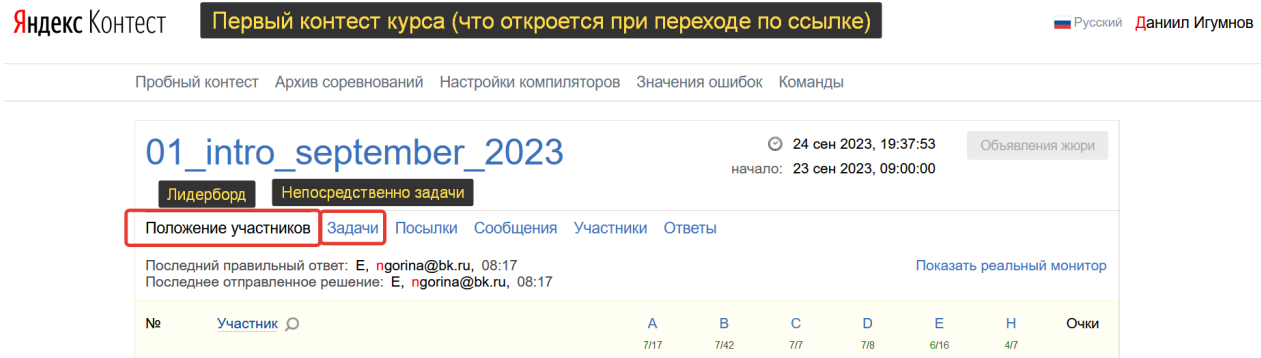 Яндекс Контест Первый контест курса (что откроется при переходе по ссылке) Русский Даниил Игумнов
Пробный контест Архив соревнований Настройки компиляторов Значения ошибок Команды
01_intro_september_2023 24 сен 2023, 19:37:53 Объявления жюри
начало: 23 сен 2023, 09:00:00
Лидерборд Непосредственно задачи
Положение участников Задачи Посылки Сообщения Участники Ответы
Последний правильный ответ: E, ngorina@bk.ru, 08:17 Показать реальный монитор
Последнее отправленное решение: E, ngorina@bk.ru, 08:17
№ Участник A B C D E H Очки
7/17 7/42 7/7 7/8 6/16 4/7